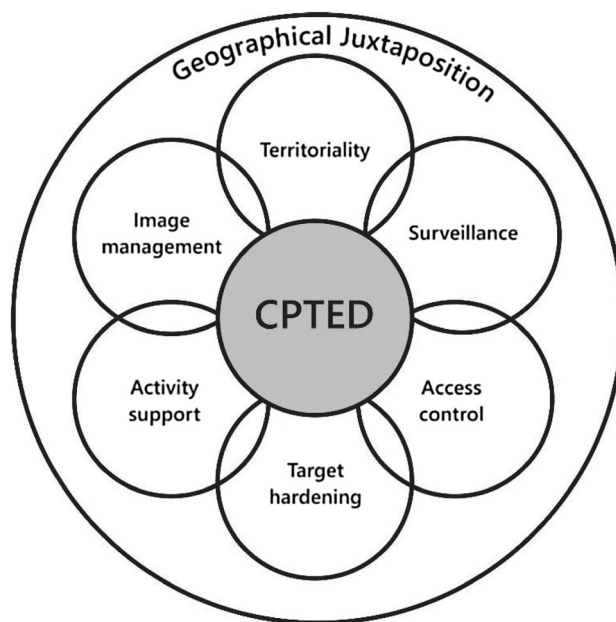 Geographical Juxtaposition
Territoriality
Image
management
Surveillance
CPTED
Activity
support
Access
control
Target
hardening